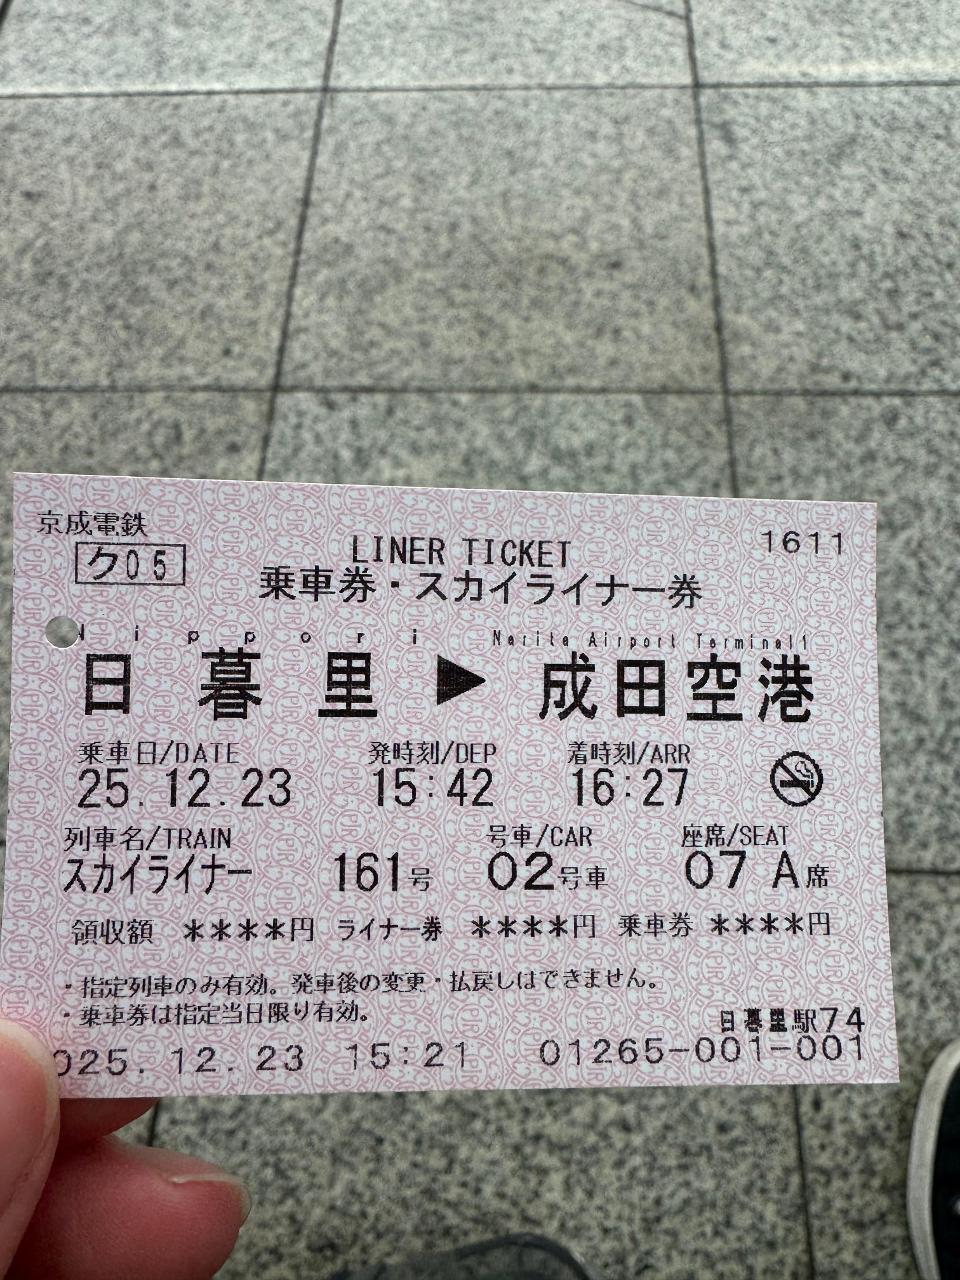 京成電鉄
ク05
LINER TICKET
1611
乗車券・スカイライナー券
Nippori Narita Airport Terminal1
日暮里 ▶ 成田空港
乗車日/DATE 発時刻/DEP 着時刻/ARR
25.12.23 15:42 16:27
列車名/TRAIN 号車/CAR 座席/SEAT
スカイライナー 161号 02号車 07 A席
領収額 ****円 ライナー券 ****円 乗車券 ****円
・指定列車のみ有効。発車後の変更・払戻しはできません。
・乗車券は指定当日限り有効。
日暮里駅74
025.12.23 15:21 01265-001-001